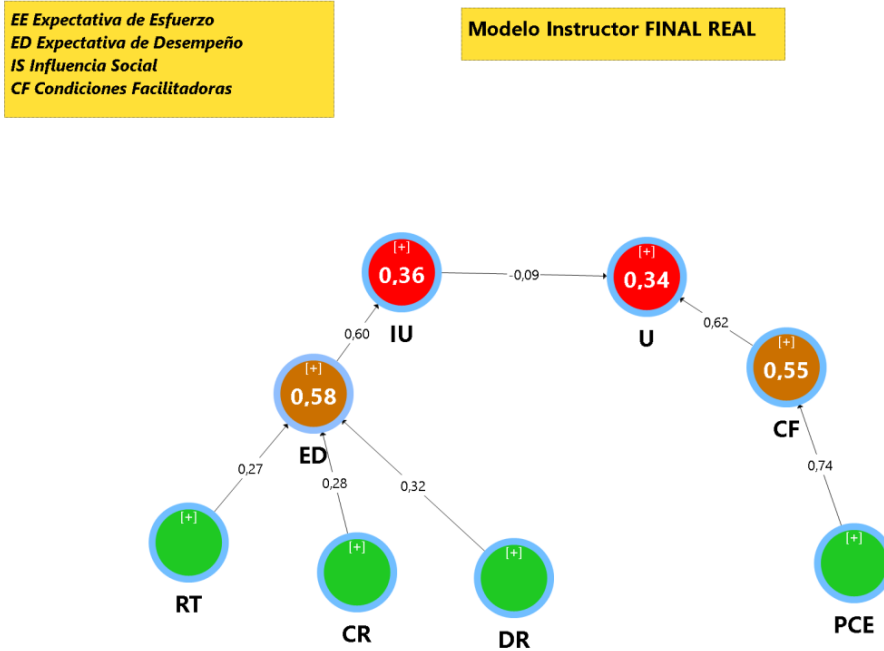 EE Expectativa de Esfuerzo
ED Expectativa de Desempeño
IS Influencia Social
CF Condiciones Facilitadoras
Modelo Instructor FINAL REAL
[+]
0,36
IU
-0,09
[+]
0,34
U
0,60
0,62
[+]
0,58
ED
[+]
0,55
CF
0,27
0,28
0,32
0,74
[+]
RT
[+]
CR
[+]
DR
[+]
PCE